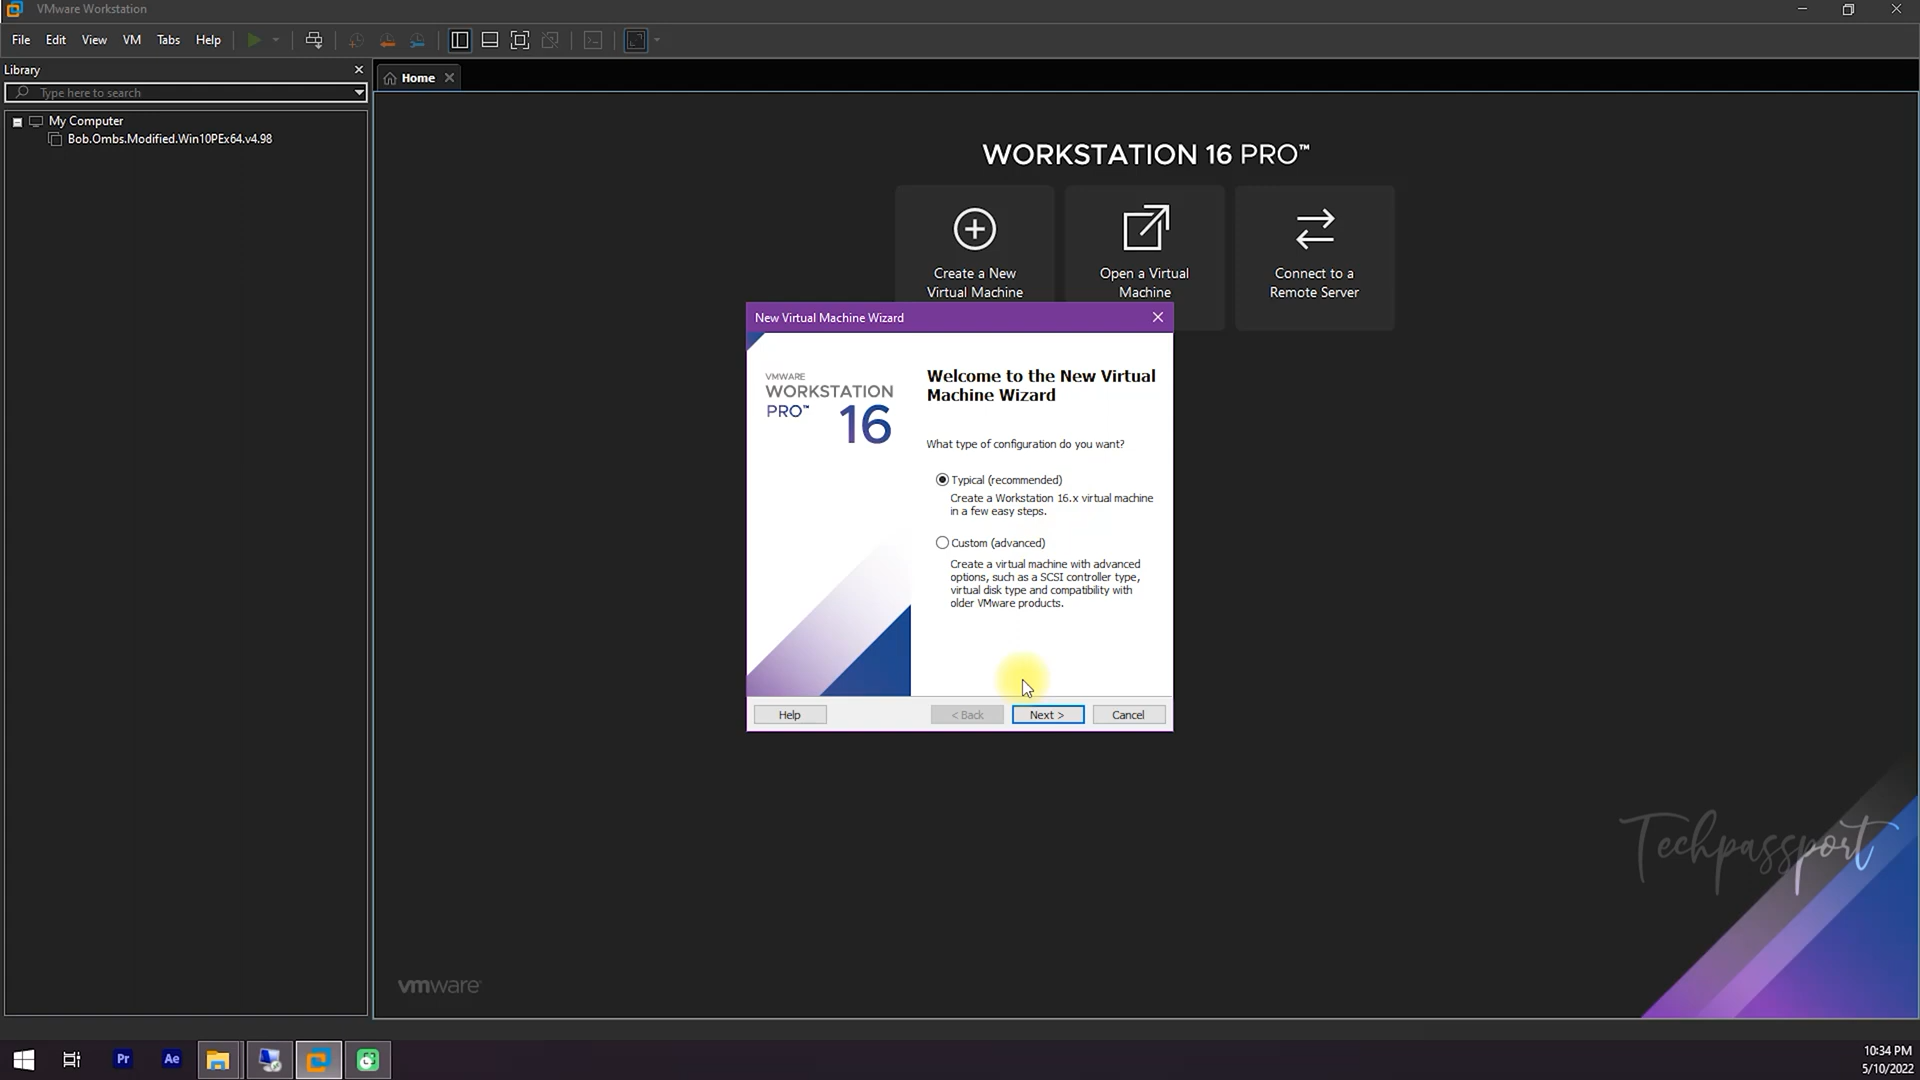 VMware Workstation
File Edit View VM Tabs Help
Library
Type here to search
My Computer
Bob.Ombs.Modified.Win10PEx64.v4.98
Home
WORKSTATION 16 PRO™
Create a New
Virtual Machine
Open a Virtual
Machine
Connect to a
Remote Server
New Virtual Machine Wizard
VMWARE
WORKSTATION
PRO™ 16
Welcome to the New Virtual
Machine Wizard
What type of configuration do you want?
Typical (recommended)
Create a Workstation 16.x virtual machine
in a few easy steps.
Custom (advanced)
Create a virtual machine with advanced
options, such as a SCSI controller type,
virtual disk type and compatibility with
older VMware products.
Help < Back Next > Cancel
Techpassport
vmware
Pr Ae
10:34 PM
5/10/2022